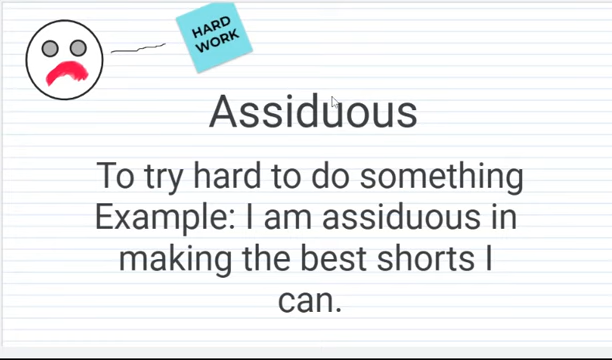 HARD
WORK
Assiduous
To try hard to do something
Example: I am assiduous in
making the best shorts I
can.